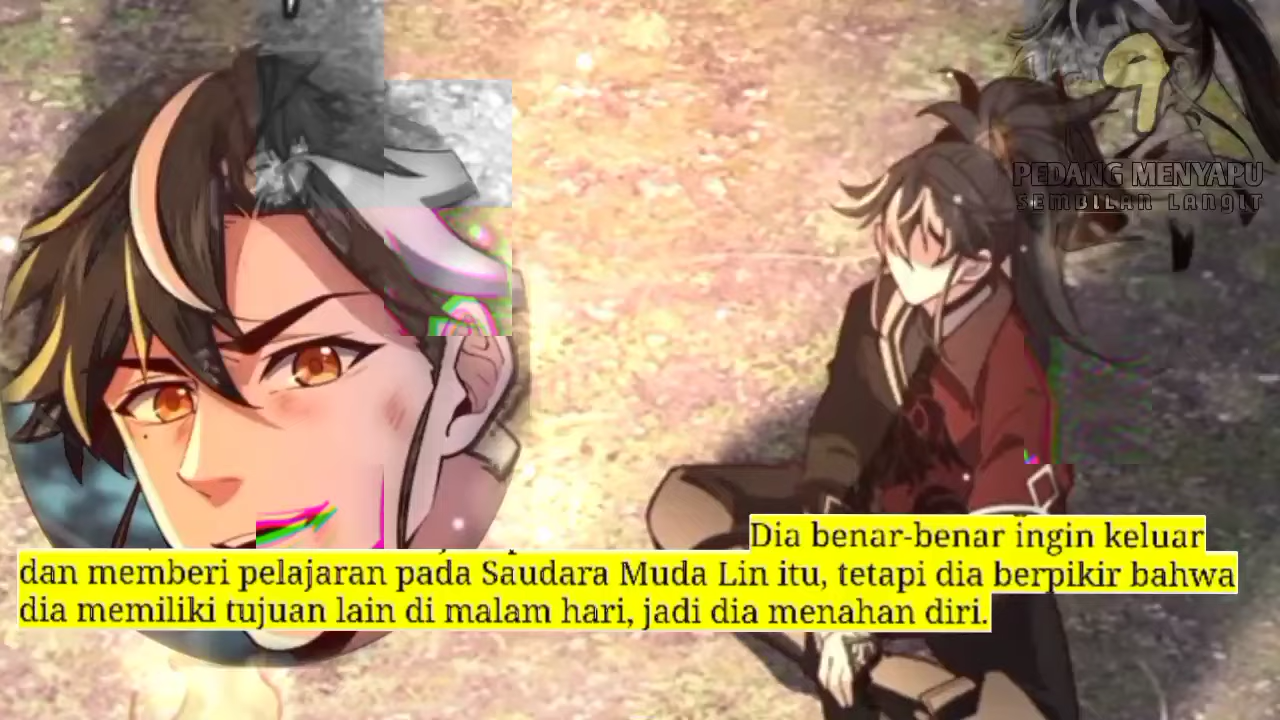 PEDANG MENYAPU
SEMBILAN LANGIT
Dia benar-benar ingin keluar
dan memberi pelajaran pada Saudara Muda Lin itu, tetapi dia berpikir bahwa
dia memiliki tujuan lain di malam hari, jadi dia menahan diri.